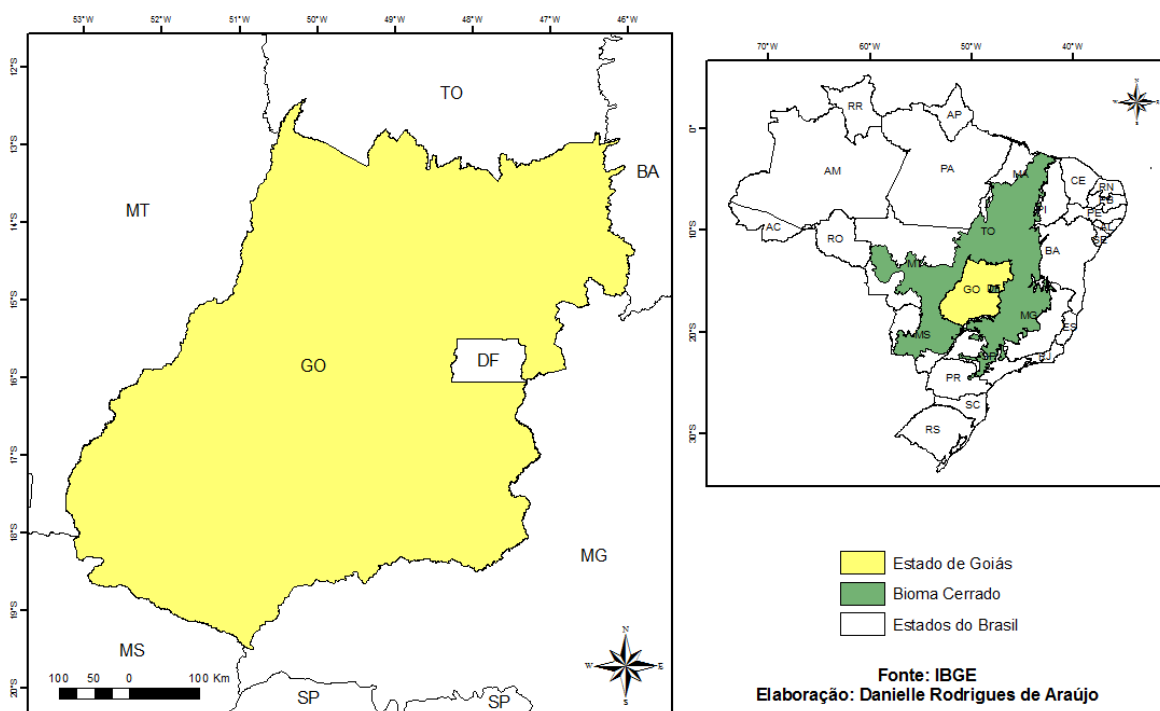 53°W 52°W 51°W 50°W 49°W 48°W 47°W 46°W
12°S
13°S
14°S
15°S
16°S
17°S
18°S
19°S
20°S
TO
BA
MT
GO
DF
MG
MS
SP
SP
N
W E
S
100 50 0 100 Km
70°W 60°W 50°W 40°W
0°
10°S
20°S
30°S
N
W E
S
RR
AP
AM
PA
MA
CE
RN
PB
PI
PE
AL
SE
AC
RO
TO
BA
MT
GO
DF
MG
ES
MS
SP
RJ
PR
SC
RS
Estado de Goiás
Bioma Cerrado
Estados do Brasil
Fonte: IBGE
Elaboração: Danielle Rodrigues de Araújo